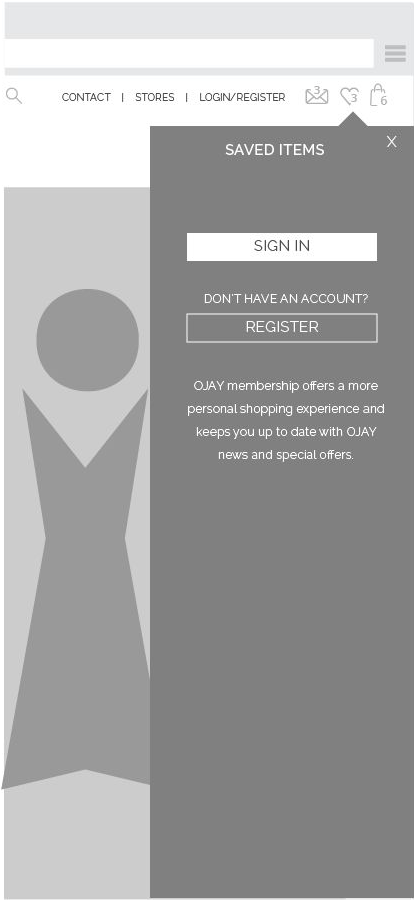 CONTACT | STORES | LOGIN/REGISTER 3 3 6
SAVED ITEMS X
SIGN IN
DON'T HAVE AN ACCOUNT?
REGISTER
OJAY membership offers a more
personal shopping experience and
keeps you up to date with OJAY
news and special offers.